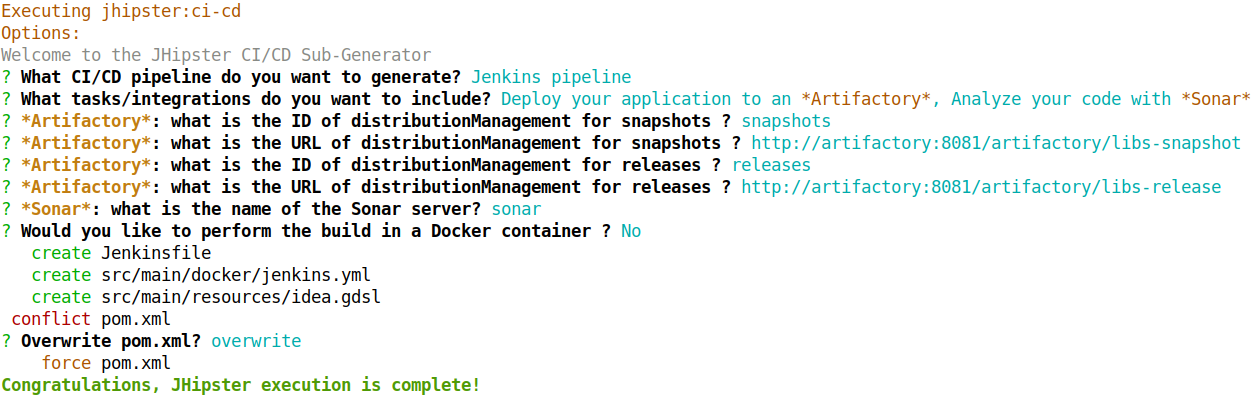 Executing jhipster:ci-cd
Options:
Welcome to the JHipster CI/CD Sub-Generator
? What CI/CD pipeline do you want to generate? Jenkins pipeline
? What tasks/integrations do you want to include? Deploy your application to an *Artifactory*, Analyze your code with *Sonar*
? *Artifactory*: what is the ID of distributionManagement for snapshots ? snapshots
? *Artifactory*: what is the URL of distributionManagement for snapshots ? http://artifactory:8081/artifactory/libs-snapshot
? *Artifactory*: what is the ID of distributionManagement for releases ? releases
? *Artifactory*: what is the URL of distributionManagement for releases ? http://artifactory:8081/artifactory/libs-release
? *Sonar*: what is the name of the Sonar server? sonar
? Would you like to perform the build in a Docker container ? No
   create Jenkinsfile
   create src/main/docker/jenkins.yml
   create src/main/resources/idea.gdsl
 conflict pom.xml
? Overwrite pom.xml? overwrite
    force pom.xml
Congratulations, JHipster execution is complete!